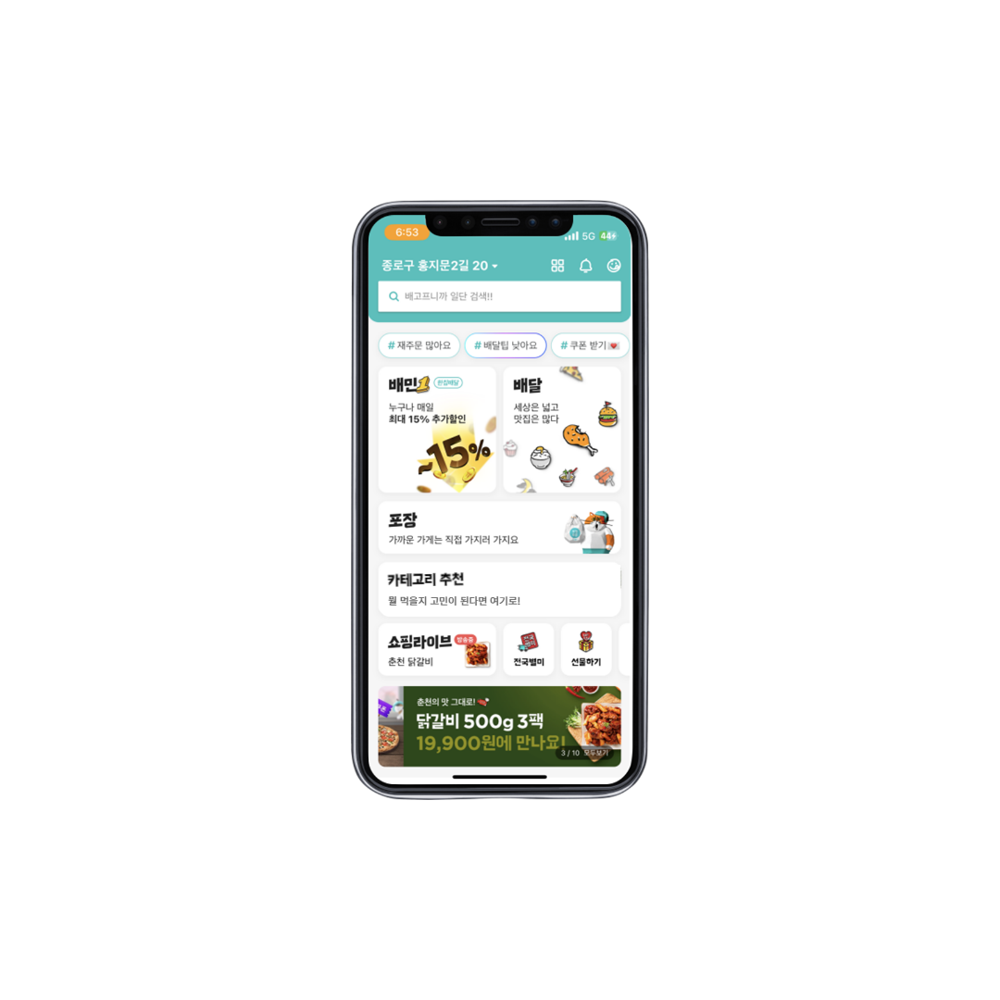 6:53
5G 44
종로구 홍지문2길 20
배고프니까 일단 검색!!
#재주문 많아요
#배달팁 낮아요
#쿠폰 받기
배민1 한집배달
누구나 매일
최대 15% 추가할인
~15%
배달
세상은 넓고
맛집은 많다
포장
가까운 가게는 직접 가지러 가지요
카테고리 추천
뭘 먹을지 고민이 된다면 여기로!
쇼핑라이브 방송중
춘천 닭갈비
전국별미
선물하기
춘천의 맛 그대로!
닭갈비 500g 3팩
19,900원에 만나요!
3 / 10 모두보기